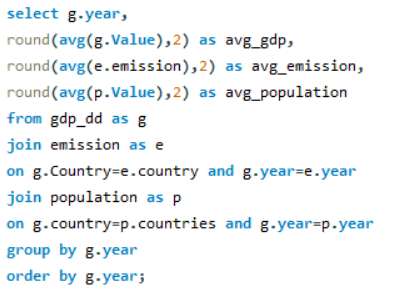 select g.year,
round(avg(g.Value),2) as avg_gdp,
round(avg(e.emission),2) as avg_emission,
round(avg(p.Value),2) as avg_population
from gdp_dd as g
join emission as e
on g.Country=e.country and g.year=e.year
join population as p
on g.country=p.countries and g.year=p.year
group by g.year
order by g.year;